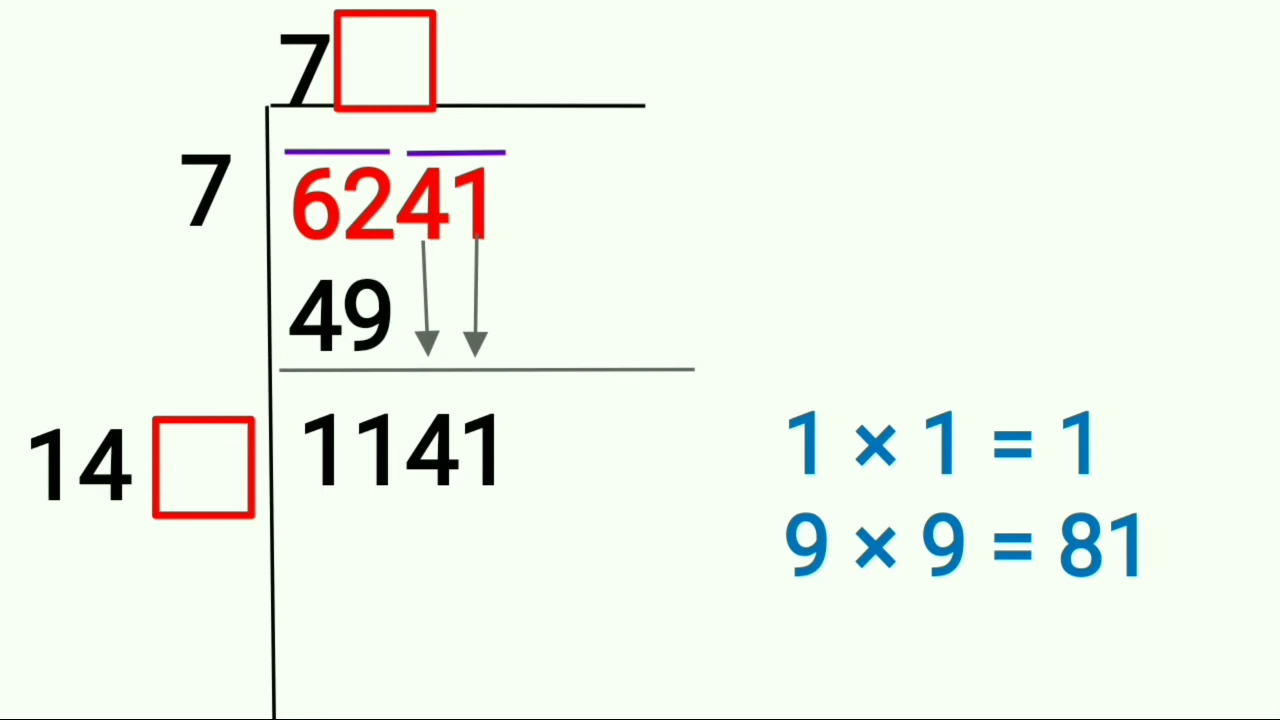 7
7 6241
49
14 1141
1 × 1 = 1
9 × 9 = 81